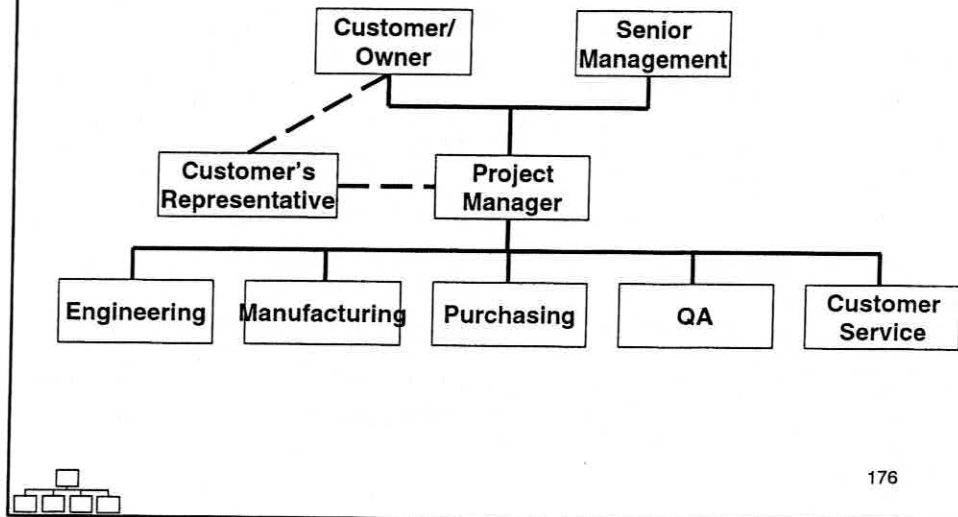 Customer/
Owner
Senior
Management
Customer's
Representative
Project
Manager
Engineering
Manufacturing
Purchasing
QA
Customer
Service
176